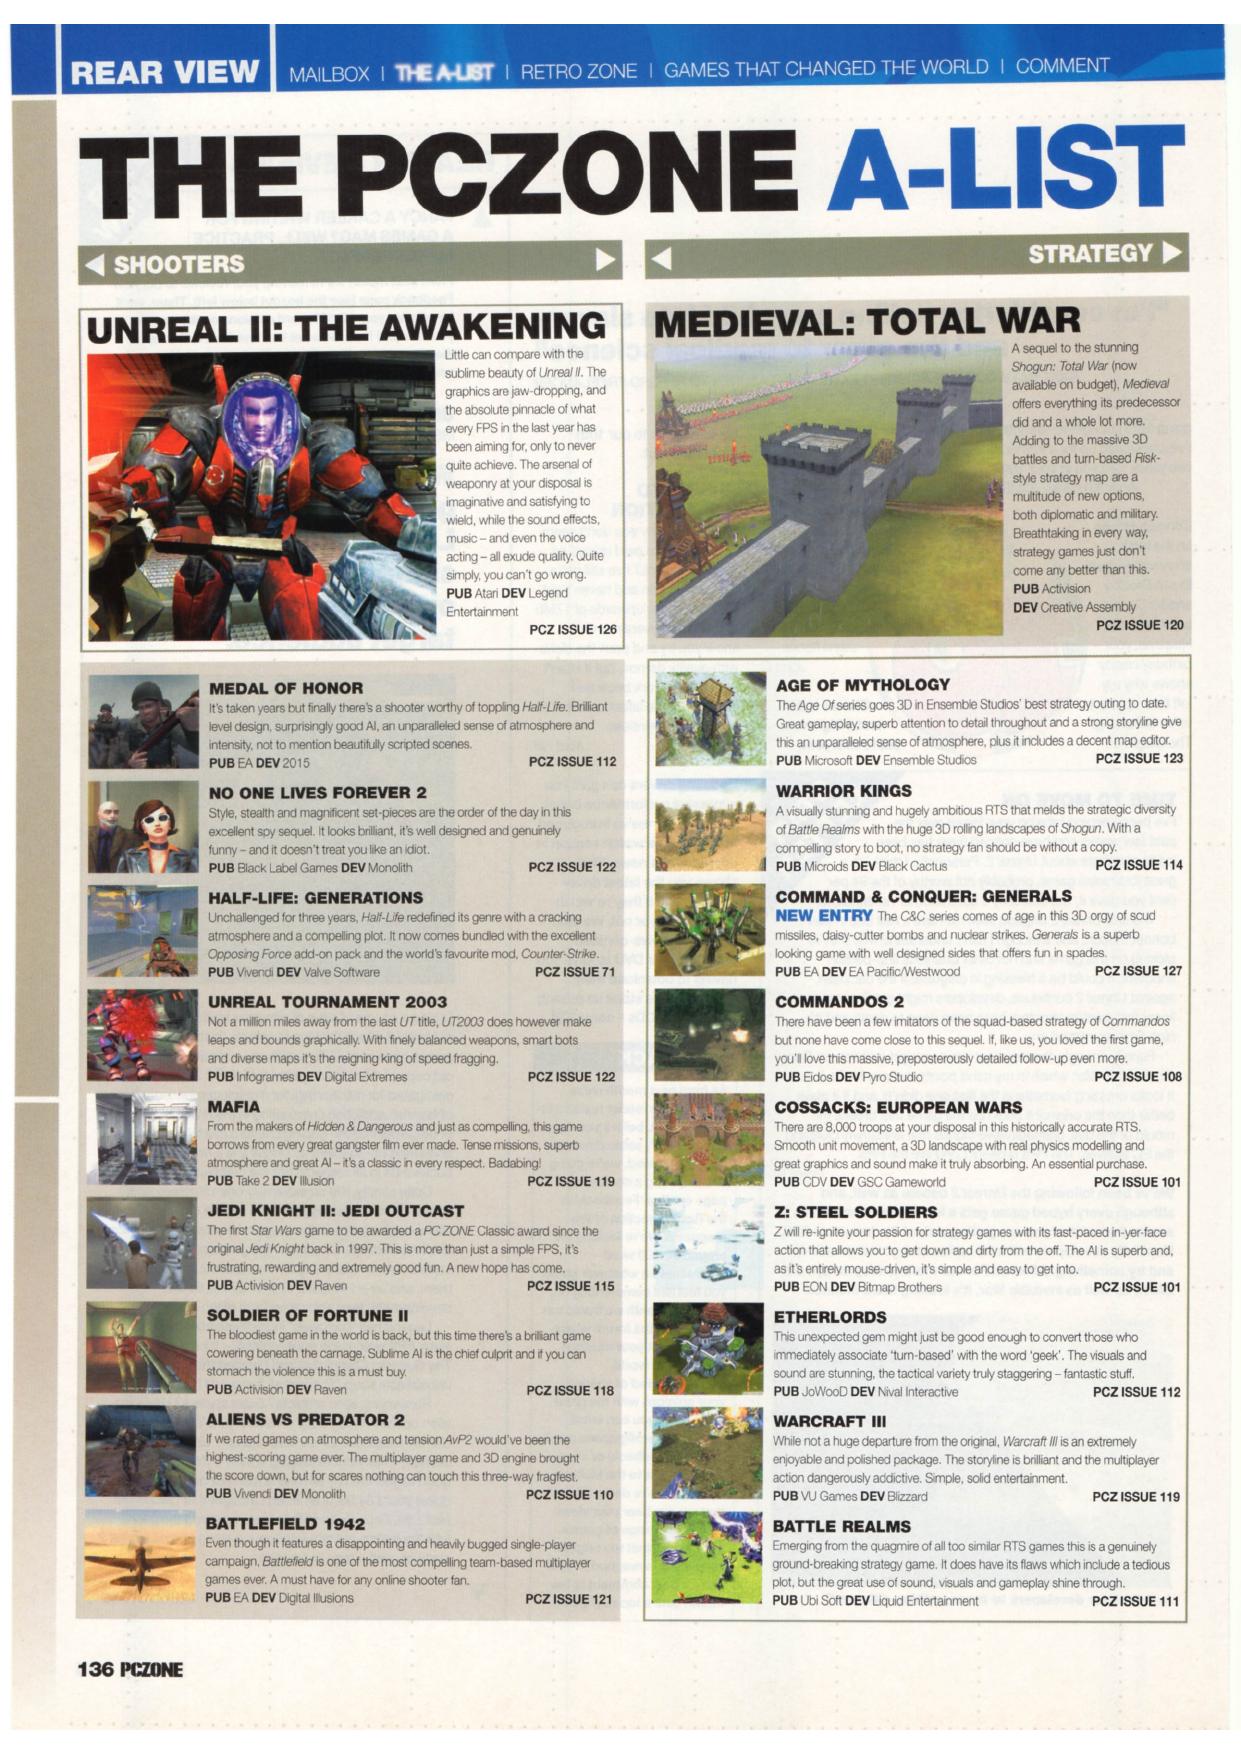 REAR VIEW
MAILBOX | THE A-LIST | RETRO ZONE | GAMES THAT CHANGED THE WORLD | COMMENT
THE PCZONE A-LIST
SHOOTERS
UNREAL II: THE AWAKENING
Little can compare with the
sublime beauty of Unreal II. The
graphics are jaw-dropping, and
the absolute pinnacle of what
every FPS in the last year has
been aiming for, only to never
quite achieve. The arsenal of
weaponry at your disposal is
imaginative and satisfying to
wield, while the sound effects,
music – and even the voice
acting – all exude quality. Quite
simply, you can't go wrong.
PUB Atari DEV Legend
Entertainment
PCZ ISSUE 126
MEDAL OF HONOR
It's taken years but finally there's a shooter worthy of toppling Half-Life. Brilliant
level design, surprisingly good AI, an unparalleled sense of atmosphere and
intensity, not to mention beautifully scripted scenes.
PUB EA DEV 2015 PCZ ISSUE 112
NO ONE LIVES FOREVER 2
Style, stealth and magnificent set-pieces are the order of the day in this
excellent spy sequel. It looks brilliant, it's well designed and genuinely
funny – and it doesn't treat you like an idiot.
PUB Black Label Games DEV Monolith PCZ ISSUE 122
HALF-LIFE: GENERATIONS
Unchallenged for three years, Half-Life redefined its genre with a cracking
atmosphere and a compelling plot. It now comes bundled with the excellent
Opposing Force add-on pack and the world's favourite mod, Counter-Strike.
PUB Vivendi DEV Valve Software PCZ ISSUE 71
UNREAL TOURNAMENT 2003
Not a million miles away from the last UT title, UT2003 does however make
leaps and bounds graphically. With finely balanced weapons, smart bots
and diverse maps it's the reigning king of speed fragging.
PUB Infogrames DEV Digital Extremes PCZ ISSUE 122
MAFIA
From the makers of Hidden & Dangerous and just as compelling, this game
borrows from every great gangster film ever made. Tense missions, superb
atmosphere and great AI – it's a classic in every respect. Badabing!
PUB Take 2 DEV Illusion PCZ ISSUE 119
JEDI KNIGHT II: JEDI OUTCAST
The first Star Wars game to be awarded a PC ZONE Classic award since the
original Jedi Knight back in 1997. This is more than just a simple FPS, it's
frustrating, rewarding and extremely good fun. A new hope has come.
PUB Activision DEV Raven PCZ ISSUE 115
SOLDIER OF FORTUNE II
The bloodiest game in the world is back, but this time there's a brilliant game
cowering beneath the carnage. Sublime AI is the chief culprit and if you can
stomach the violence this is a must buy.
PUB Activision DEV Raven PCZ ISSUE 118
ALIENS VS PREDATOR 2
If we rated games on atmosphere and tension AvP2 would've been the
highest-scoring game ever. The multiplayer game and 3D engine brought
the score down, but for scares nothing can touch this three-way fragfest.
PUB Vivendi DEV Monolith PCZ ISSUE 110
BATTLEFIELD 1942
Even though it features a disappointing and heavily bugged single-player
campaign, Battlefield is one of the most compelling team-based multiplayer
games ever. A must have for any online shooter fan.
PUB EA DEV Digital Illusions PCZ ISSUE 121
STRATEGY
MEDIEVAL: TOTAL WAR
A sequel to the stunning
Shogun: Total War (now
available on budget), Medieval
offers everything its predecessor
did and a whole lot more.
Adding to the massive 3D
battles and turn-based Risk-
style strategy map are a
multitude of new options,
both diplomatic and military.
Breathtaking in every way,
strategy games just don't
come any better than this.
PUB Activision
DEV Creative Assembly
PCZ ISSUE 120
AGE OF MYTHOLOGY
The Age Of series goes 3D in Ensemble Studios' best strategy outing to date.
Great gameplay, superb attention to detail throughout and a strong storyline give
this an unparalleled sense of atmosphere, plus it includes a decent map editor.
PUB Microsoft DEV Ensemble Studios PCZ ISSUE 123
WARRIOR KINGS
A visually stunning and hugely ambitious RTS that melds the strategic diversity
of Battle Realms with the huge 3D rolling landscapes of Shogun. With a
compelling story to boot, no strategy fan should be without a copy.
PUB Microids DEV Black Cactus PCZ ISSUE 114
COMMAND & CONQUER: GENERALS
NEW ENTRY The C&C series comes of age in this 3D orgy of scud
missiles, daisy-cutter bombs and nuclear strikes. Generals is a superb
looking game with well designed sides that offers fun in spades.
PUB EA DEV EA Pacific/Westwood PCZ ISSUE 127
COMMANDOS 2
There have been a few imitators of the squad-based strategy of Commandos
but none have come close to this sequel. If, like us, you loved the first game,
you'll love this massive, preposterously detailed follow-up even more.
PUB Eidos DEV Pyro Studio PCZ ISSUE 108
COSSACKS: EUROPEAN WARS
There are 8,000 troops at your disposal in this historically accurate RTS.
Smooth unit movement, a 3D landscape with real physics modelling and
great graphics and sound make it truly absorbing. An essential purchase.
PUB CDV DEV GSC Gameworld PCZ ISSUE 101
Z: STEEL SOLDIERS
Z will re-ignite your passion for strategy games with its fast-paced in-yer-face
action that allows you to get down and dirty from the off. The AI is superb and,
as it's entirely mouse-driven, it's simple and easy to get into.
PUB EON DEV Bitmap Brothers PCZ ISSUE 101
ETHERLORDS
This unexpected gem might just be good enough to convert those who
immediately associate 'turn-based' with the word 'geek'. The visuals and
sound are stunning, the tactical variety truly staggering – fantastic stuff.
PUB JoWooD DEV Nival Interactive PCZ ISSUE 112
WARCRAFT III
While not a huge departure from the original, Warcraft III is an extremely
enjoyable and polished package. The storyline is brilliant and the multiplayer
action dangerously addictive. Simple, solid entertainment.
PUB VU Games DEV Blizzard PCZ ISSUE 119
BATTLE REALMS
Emerging from the quagmire of all too similar RTS games this is a genuinely
ground-breaking strategy game. It does have its flaws which include a tedious
plot, but the great use of sound, visuals and gameplay shine through.
PUB Ubi Soft DEV Liquid Entertainment PCZ ISSUE 111
136 PCZONE